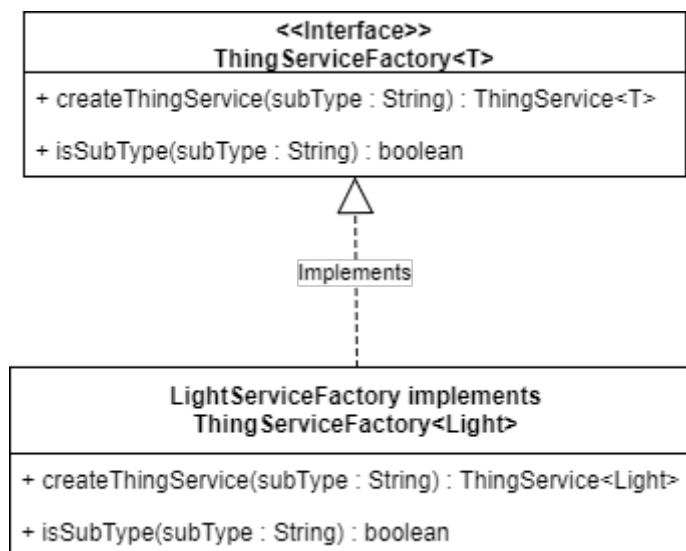 <<Interface>>
ThingServiceFactory<T>
+ createThingService(subType : String) : ThingService<T>
+ isSubType(subType : String) : boolean
Implements
LightServiceFactory implements
ThingServiceFactory<Light>
+ createThingService(subType : String) : ThingService<Light>
+ isSubType(subType : String) : boolean